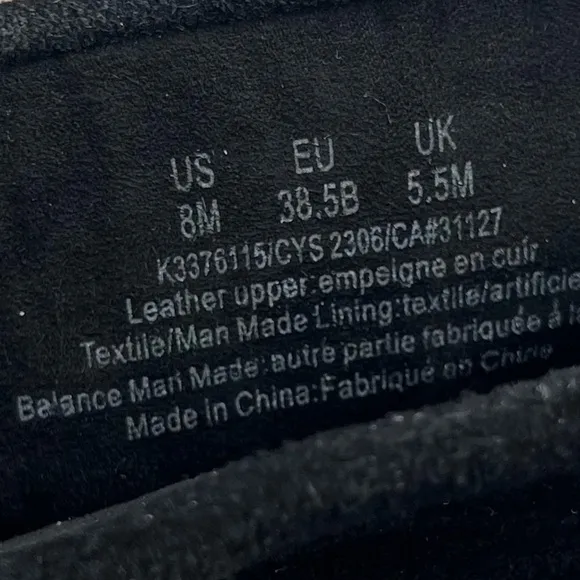 US EU UK
8M 38.5B 5.5M
K3376115/CYS 2306/CA#31127
Leather upper:empeigne en cuir
Textile/Man Made Lining:textile/artificie
Balance Man Made:autre partie fabriquée à
Made in China:Fabriqué en Chine